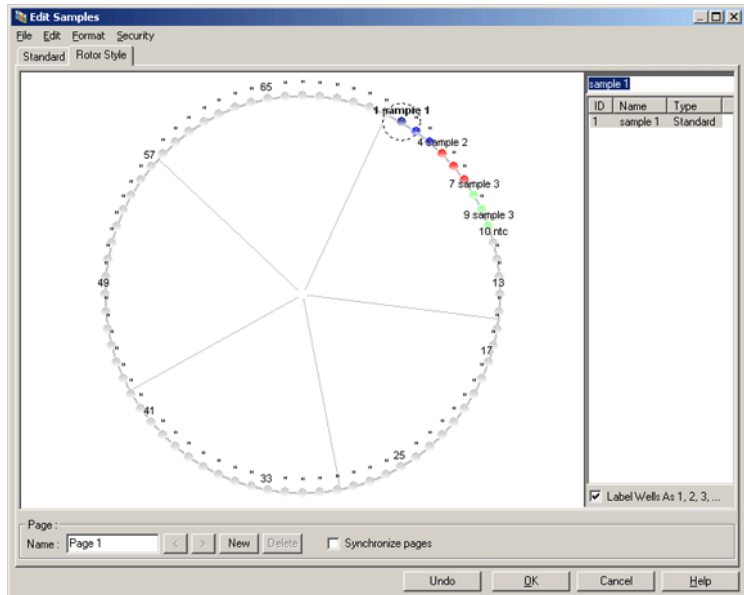 Edit Samples
File Edit Format Security
Standard Rotor Style
65
1 sample 1
4 sample 2
57
7 sample 3
9 sample 3
10 ntc
49
13
17
41
25
33
sample 1
ID Name Type
1 sample 1 Standard
Label Wells As 1, 2, 3, ...
Page :
Name : Page 1 < > New Delete Synchronize pages
Undo OK Cancel Help